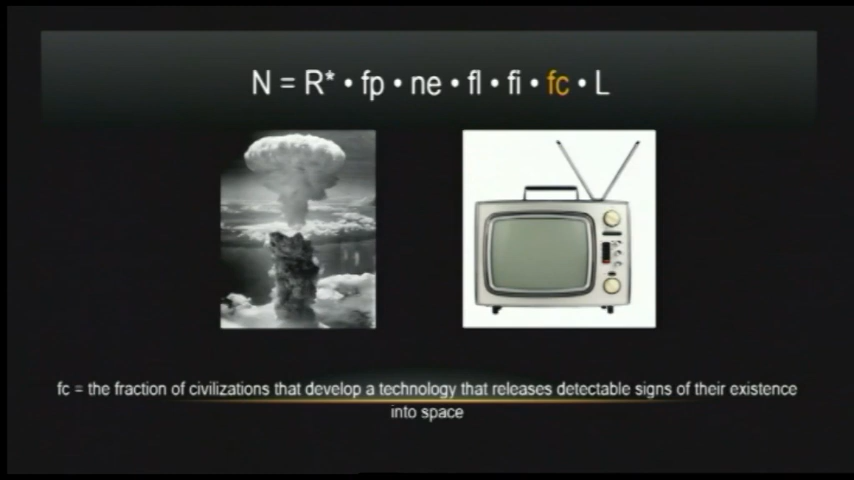 N = R* • fp • ne • fl • fi • fc • L
fc = the fraction of civilizations that develop a technology that releases detectable signs of their existence
into space